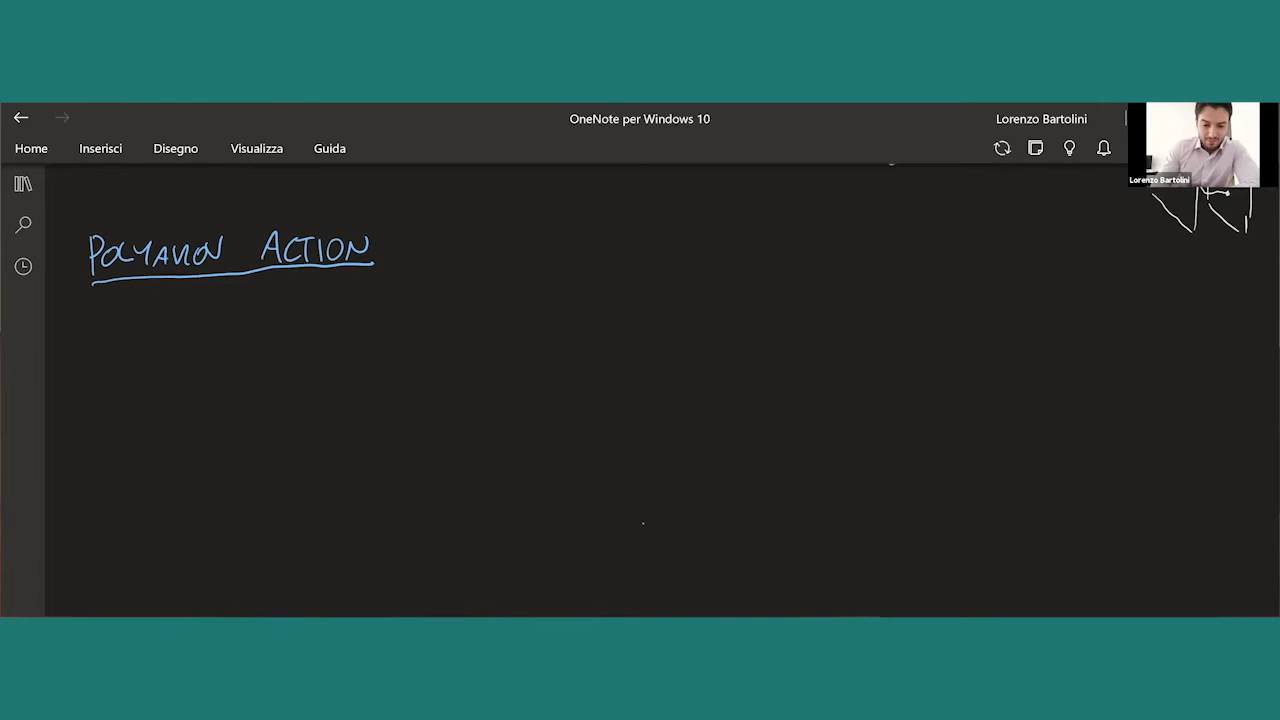 OneNote per Windows 10
Lorenzo Bartolini
Home Inserisci Disegno Visualizza Guida
Lorenzo Bartolini
POLYAKOV ACTION